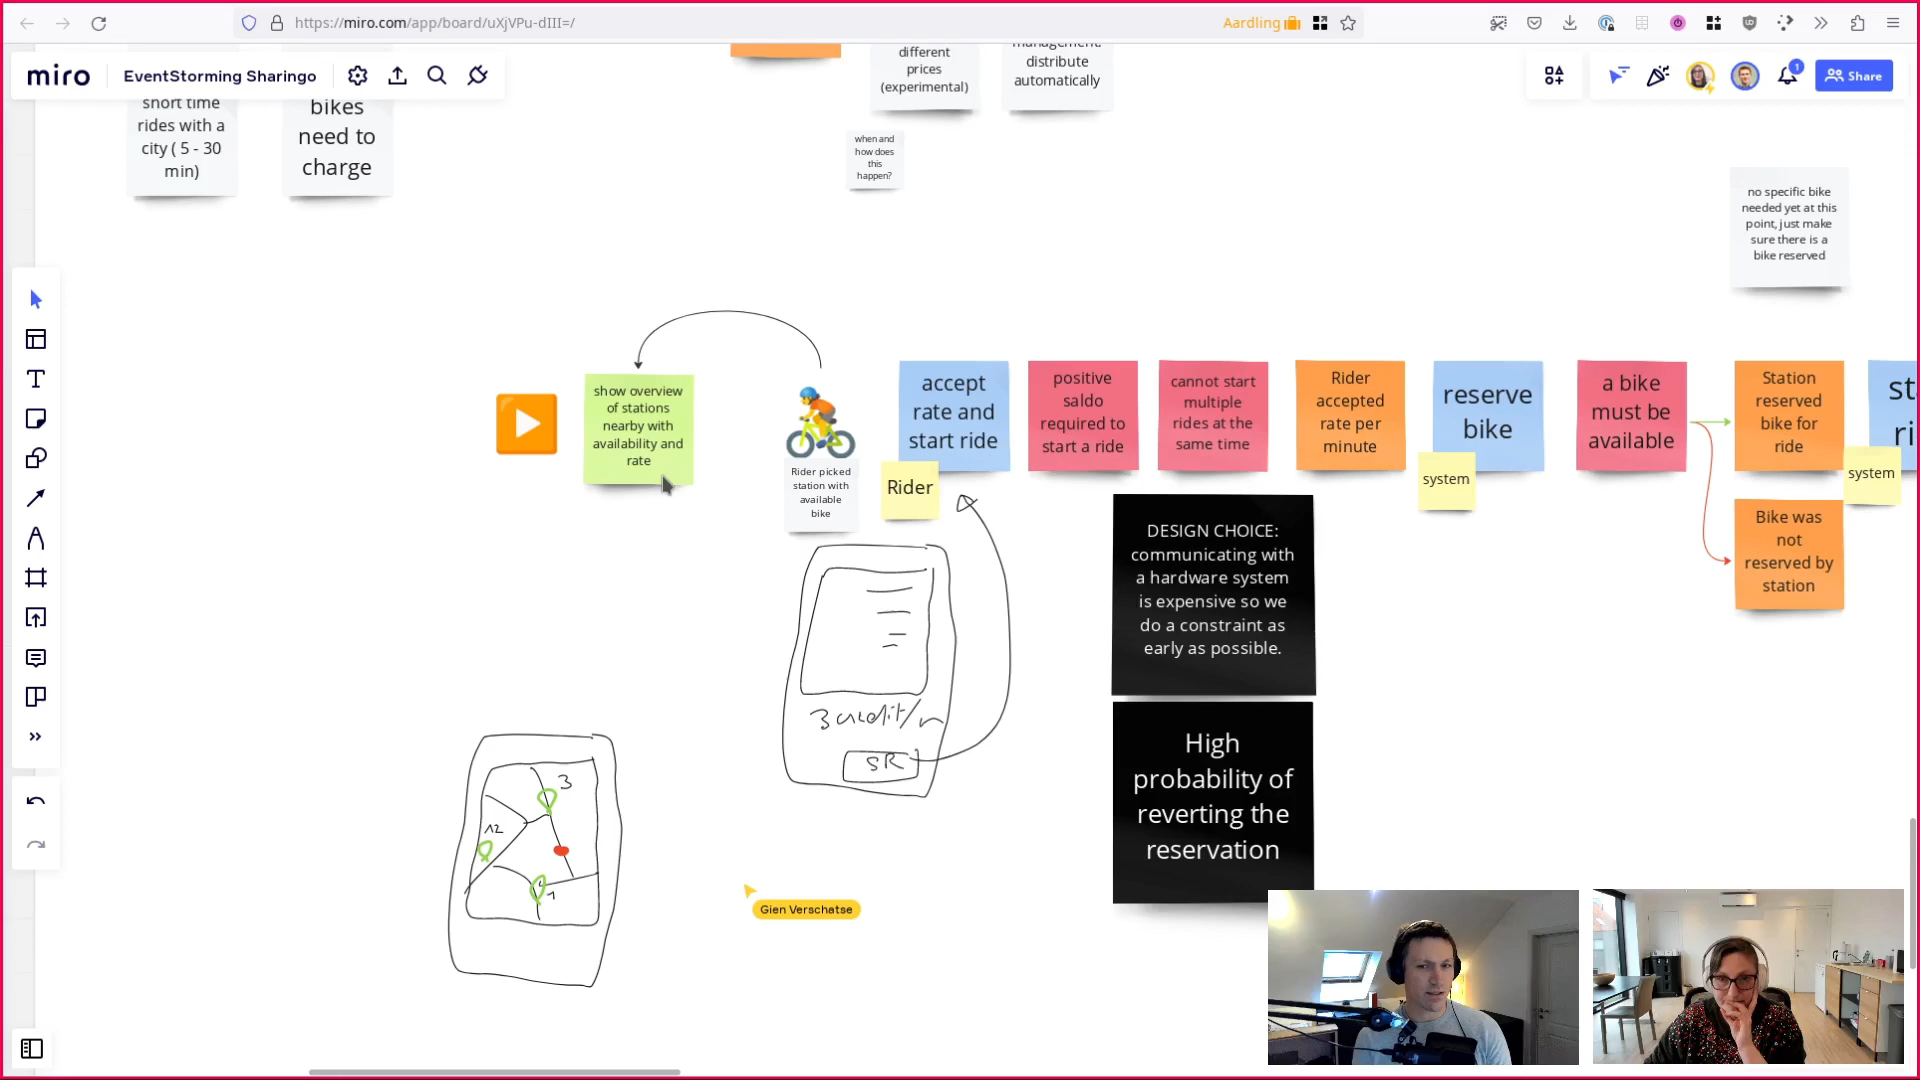 https://miro.com/app/board/uXjVPu-dIII=/
Aardling
miro
EventStorming Sharingo
1
Share
different
prices
(experimental)
management:
distribute
automatically
short time
rides with a
city ( 5 - 30
min)
bikes
need to
charge
when and
how does
this
happen?
no specific bike
needed yet at this
point, just make
sure there is a
bike reserved
show overview
of stations
nearby with
availability and
rate
Rider picked
station with
available
bike
accept
rate and
start ride
Rider
positive
saldo
required to
start a ride
cannot start
multiple
rides at the
same time
Rider
accepted
rate per
minute
reserve
bike
system
a bike
must be
available
Station
reserved
bike for
ride
system
Bike was
not
reserved by
station
DESIGN CHOICE:
communicating with
a hardware system
is expensive so we
do a constraint as
early as possible.
High
probability of
reverting the
reservation
3 credit/m
SR
3
12
1
Gien Verschatse